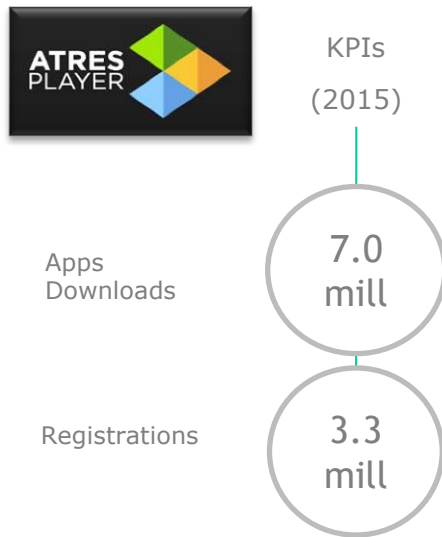 ATRES
PLAYER
KPIs
(2015)
Apps
Downloads
7.0
mill
Registrations
3.3
mill